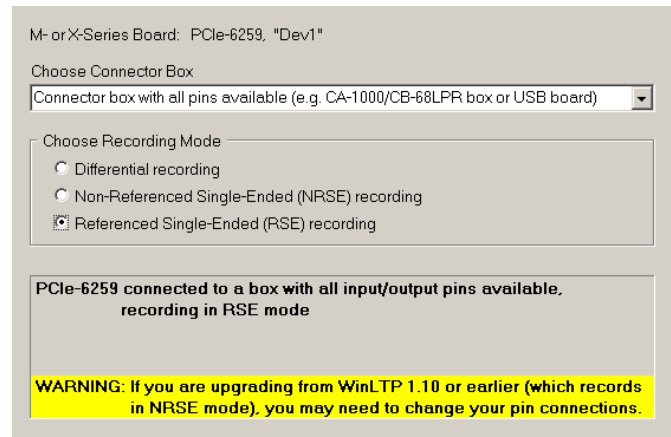 M- or X-Series Board: PCIe-6259, "Dev1"
Choose Connector Box
Connector box with all pins available (e.g. CA-1000/CB-68LPR box or USB board)
Choose Recording Mode
Differential recording
Non-Referenced Single-Ended (NRSE) recording
Referenced Single-Ended (RSE) recording
PCIe-6259 connected to a box with all input/output pins available,
recording in RSE mode
WARNING: If you are upgrading from WinLTP 1.10 or earlier (which records
in NRSE mode), you may need to change your pin connections.